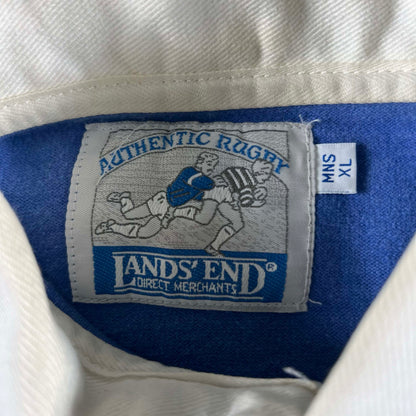 AUTHENTIC RUGBY
LANDS' END®
DIRECT MERCHANTS
MNS
XL